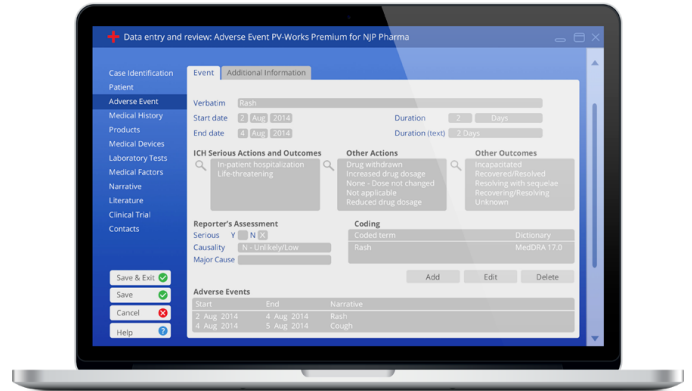 Data entry and review: Adverse Event PV-Works Premium for NJP Pharma
Case Identification
Patient
Adverse Event
Medical History
Products
Medical Devices
Laboratory Tests
Medical Factors
Narrative
Literature
Clinical Trial
Contacts
Save & Exit
Save
Cancel
Help ?
Event Additional Information
Verbatim Rash
Start date 2 Aug 2014 Duration 2 Days
End date 4 Aug 2014 Duration (text) 2 Days
ICH Serious Actions and Outcomes
In-patient hospitalization
Life-threatening
Other Actions
Drug withdrawn
Increased drug dosage
None - Dose not changed
Not applicable
Reduced drug dosage
Other Outcomes
Incapacitated
Recovered/Resolved
Resolving with sequelae
Recovering/Resolving
Unknown
Reporter's Assessment
Serious Y N X
Causality N - Unlikely/Low
Major Cause
Coding
Coded term Dictionary
Rash MedDRA 17.0
Add Edit Delete
Adverse Events
Start End Narrative
2 Aug 2014 4 Aug 2014 Rash
4 Aug 2014 5 Aug 2014 Cough